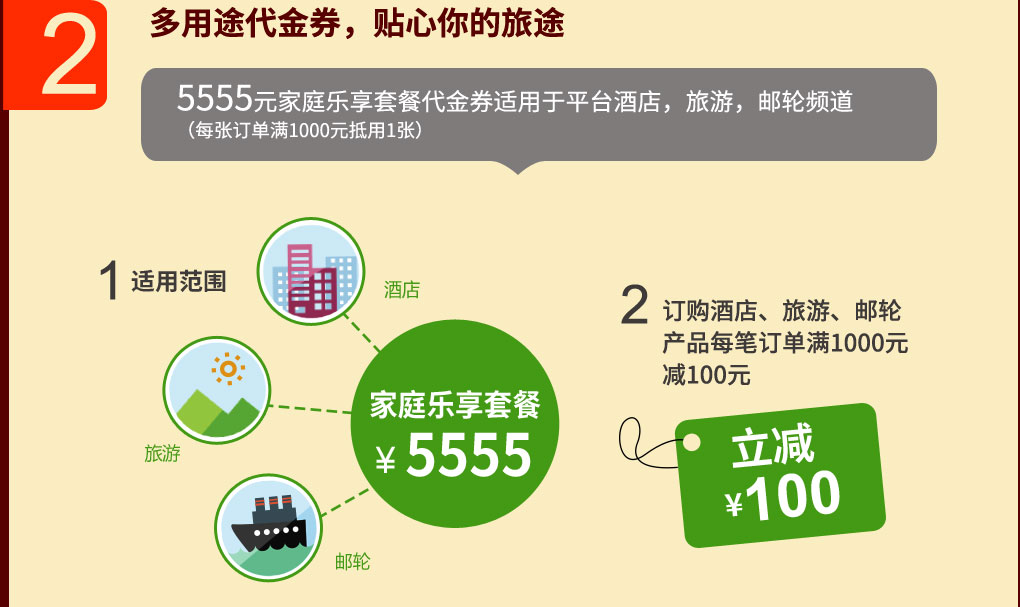 2
多用途代金券，贴心你的旅途
5555元家庭乐享套餐代金券适用于平台酒店，旅游，邮轮频道
（每张订单满1000元抵用1张）
1 适用范围
酒店
旅游
邮轮
家庭乐享套餐
¥ 5555
2 订购酒店、旅游、邮轮
产品每笔订单满1000元
减100元
立减
¥100